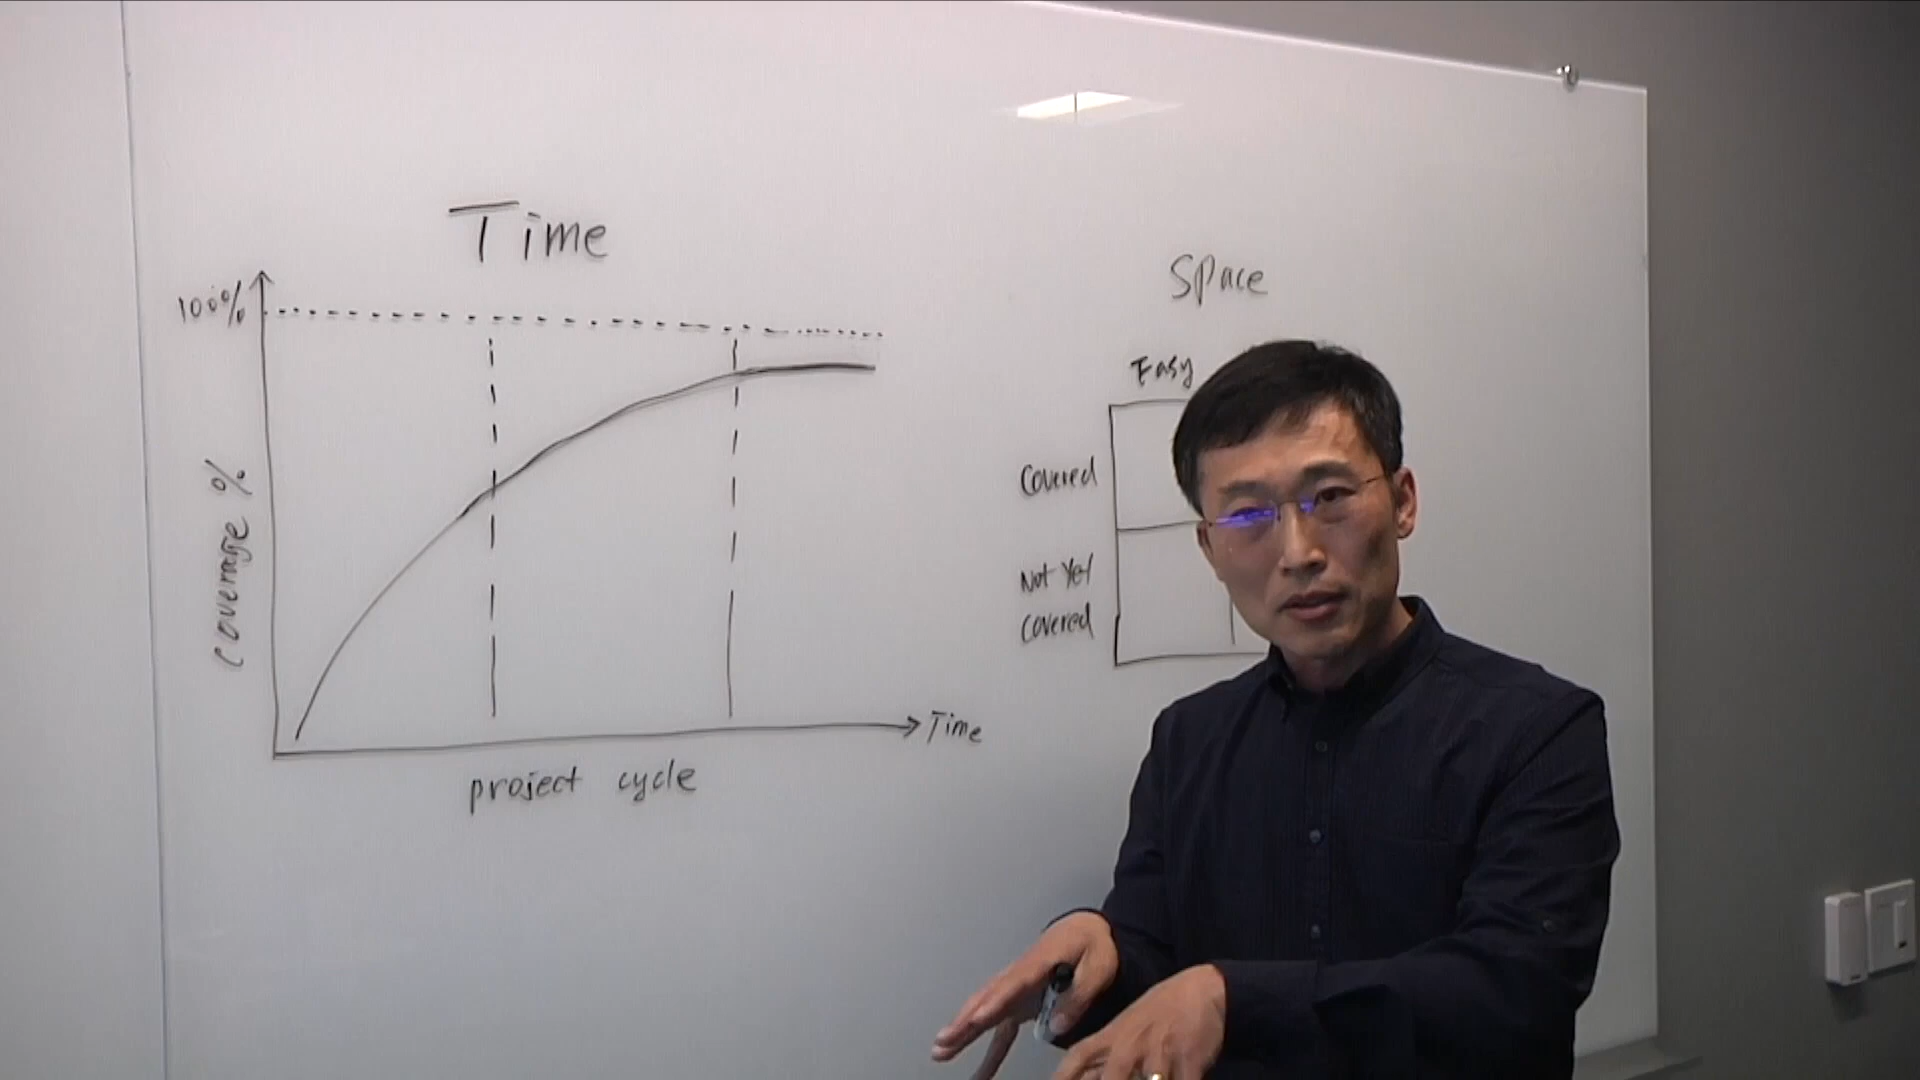 Time
100%
Coverage %
Time
project cycle
Space
Easy
Covered
Not Yet
Covered